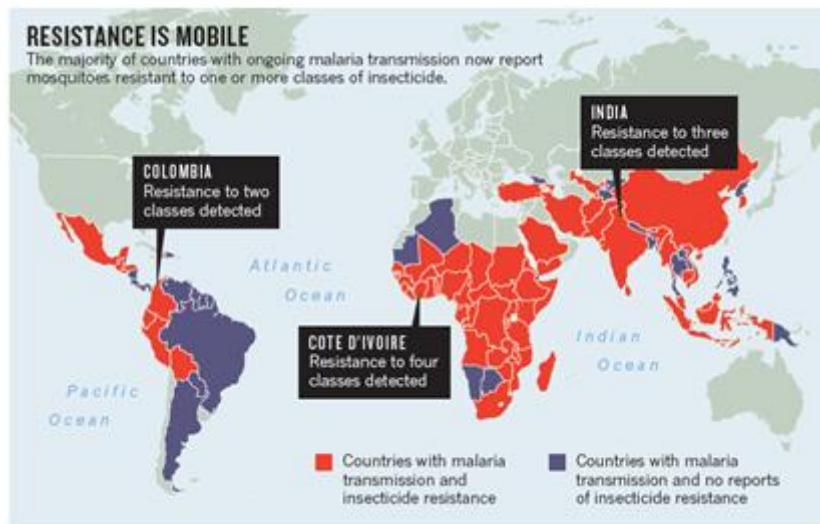 RESISTANCE IS MOBILE
The majority of countries with ongoing malaria transmission now report
mosquitoes resistant to one or more classes of insecticide.
INDIA
Resistance to three
classes detected
COLOMBIA
Resistance to two
classes detected
Atlantic
Ocean
COTE D'IVOIRE
Resistance to four
classes detected
Indian
Ocean
Pacific
Ocean
Countries with malaria
transmission and
insecticide resistance
Countries with malaria
transmission and no reports
of insecticide resistance